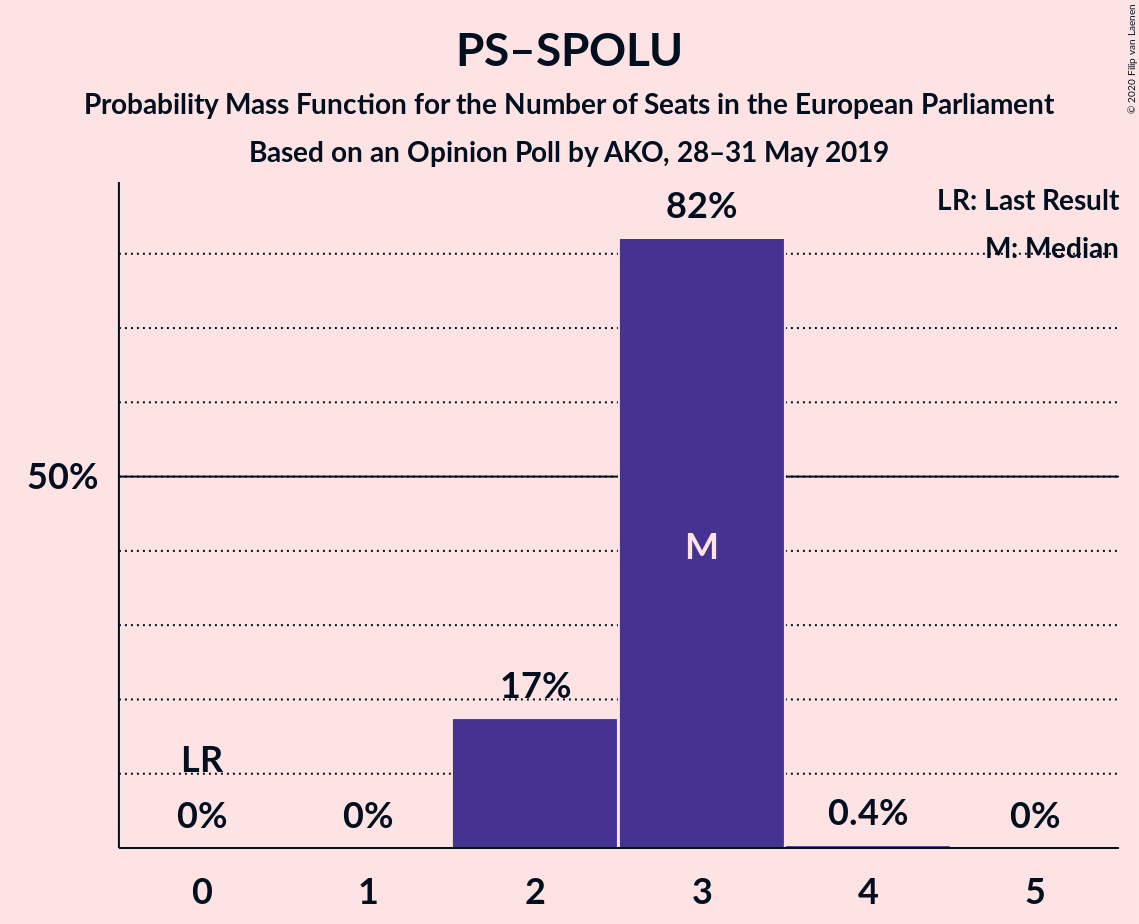 PS–SPOLU
Probability Mass Function for the Number of Seats in the European Parliament
Based on an Opinion Poll by AKO, 28–31 May 2019
© 2020 Filip van Laenen
LR: Last Result
M: Median
82%
50%
M
17%
LR
0%
0%
0.4%
0%
0
1
2
3
4
5